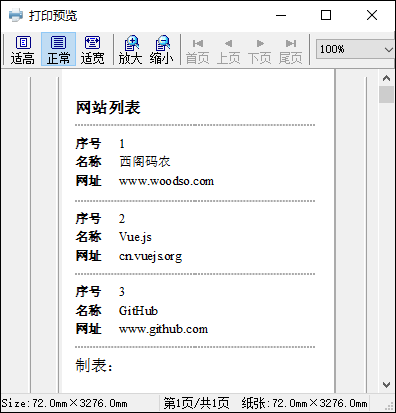 打印预览
适高 正常 适宽 放大 缩小 首页 上页 下页 尾页 100%
网站列表
序号 1
名称 西阁码农
网址 www.woodso.com
序号 2
名称 Vue.js
网址 cn.vuejs.org
序号 3
名称 GitHub
网址 www.github.com
制表：
Size:72.0mm×3276.0mm 第1页/共1页 纸张:72.0mm×3276.0mm